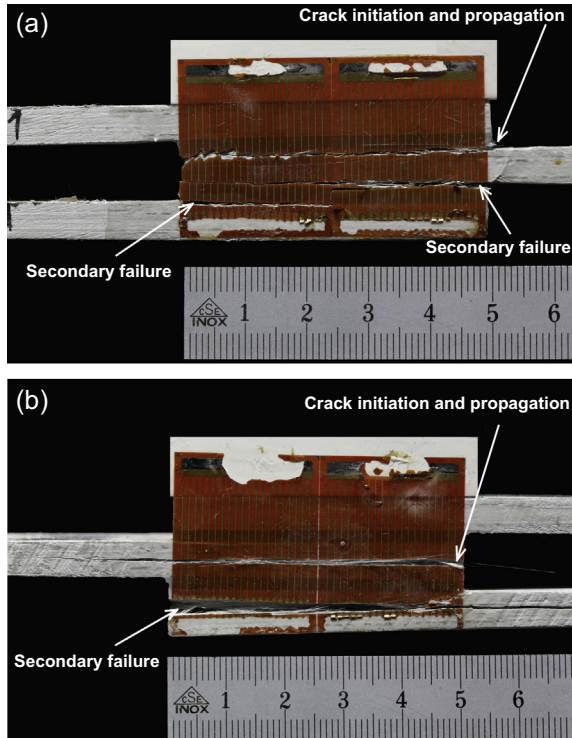 (a)
Crack initiation and propagation
Secondary failure
Secondary failure
CSE
INOX
1 2 3 4 5 6
(b)
Crack initiation and propagation
Secondary failure
CSE
INOX
1 2 3 4 5 6